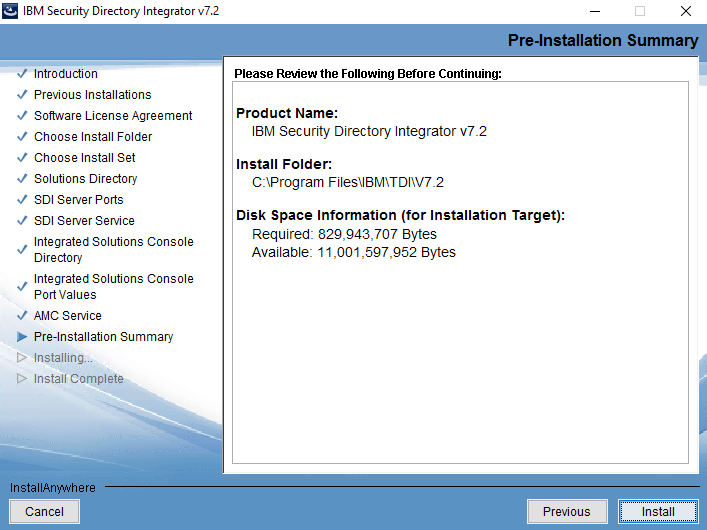 IBM Security Directory Integrator v7.2
Pre-Installation Summary
Introduction
Previous Installations
Software License Agreement
Choose Install Folder
Choose Install Set
Solutions Directory
SDI Server Ports
SDI Server Service
Integrated Solutions Console
Directory
Integrated Solutions Console
Port Values
AMC Service
Pre-Installation Summary
Installing...
Install Complete
Please Review the Following Before Continuing:
Product Name:
IBM Security Directory Integrator v7.2
Install Folder:
C:\Program Files\IBM\TDI\V7.2
Disk Space Information (for Installation Target):
Required: 829,943,707 Bytes
Available: 11,001,597,952 Bytes
InstallAnywhere
Cancel
Previous
Install